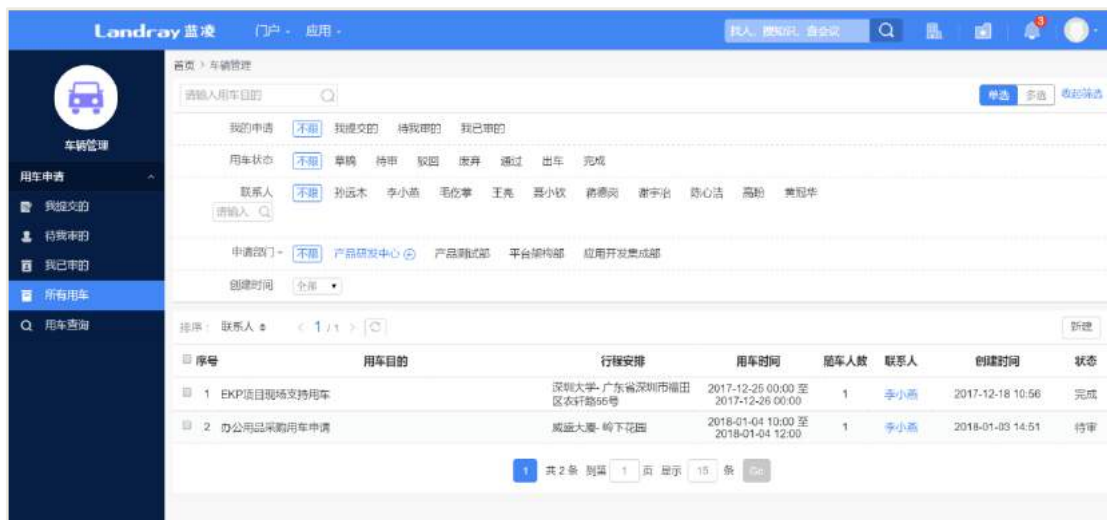 Landray 蓝凌 门户 应用 找人、搜知识、查会议 3
首页 > 车辆管理
请输入用车目的 单选 多选 收起筛选
车辆管理
我的申请 不限 我提交的 待我审的 我已审的
用车状态 不限 草稿 待审 驳回 废弃 通过 出车 完成
联系人 不限 孙远木 李小燕 毛仡莘 王亮 聂小钦 蒋德岗 谢宇治 陈心洁 高盼 黄冠华
请输入
申请部门 不限 产品研发中心 产品测试部 平台架构部 应用开发集成部
创建时间 全部
用车申请
我提交的
待我审的
我已审的
所有用车
用车查询
排序: 联系人 < 1 / 1 > 新建
序号 用车目的 行程安排 用车时间 随车人数 联系人 创建时间 状态
1 EKP项目现场支持用车 深圳大学-广东省深圳市福田区农轩路55号 2017-12-25 00:00 至 2017-12-26 00:00 1 李小燕 2017-12-18 10:56 完成
2 办公用品采购用车申请 威盛大厦-岭下花园 2018-01-04 10:00 至 2018-01-04 12:00 1 李小燕 2018-01-03 14:51 待审
1 共 2 条 到第 1 页 显示 15 条 Go